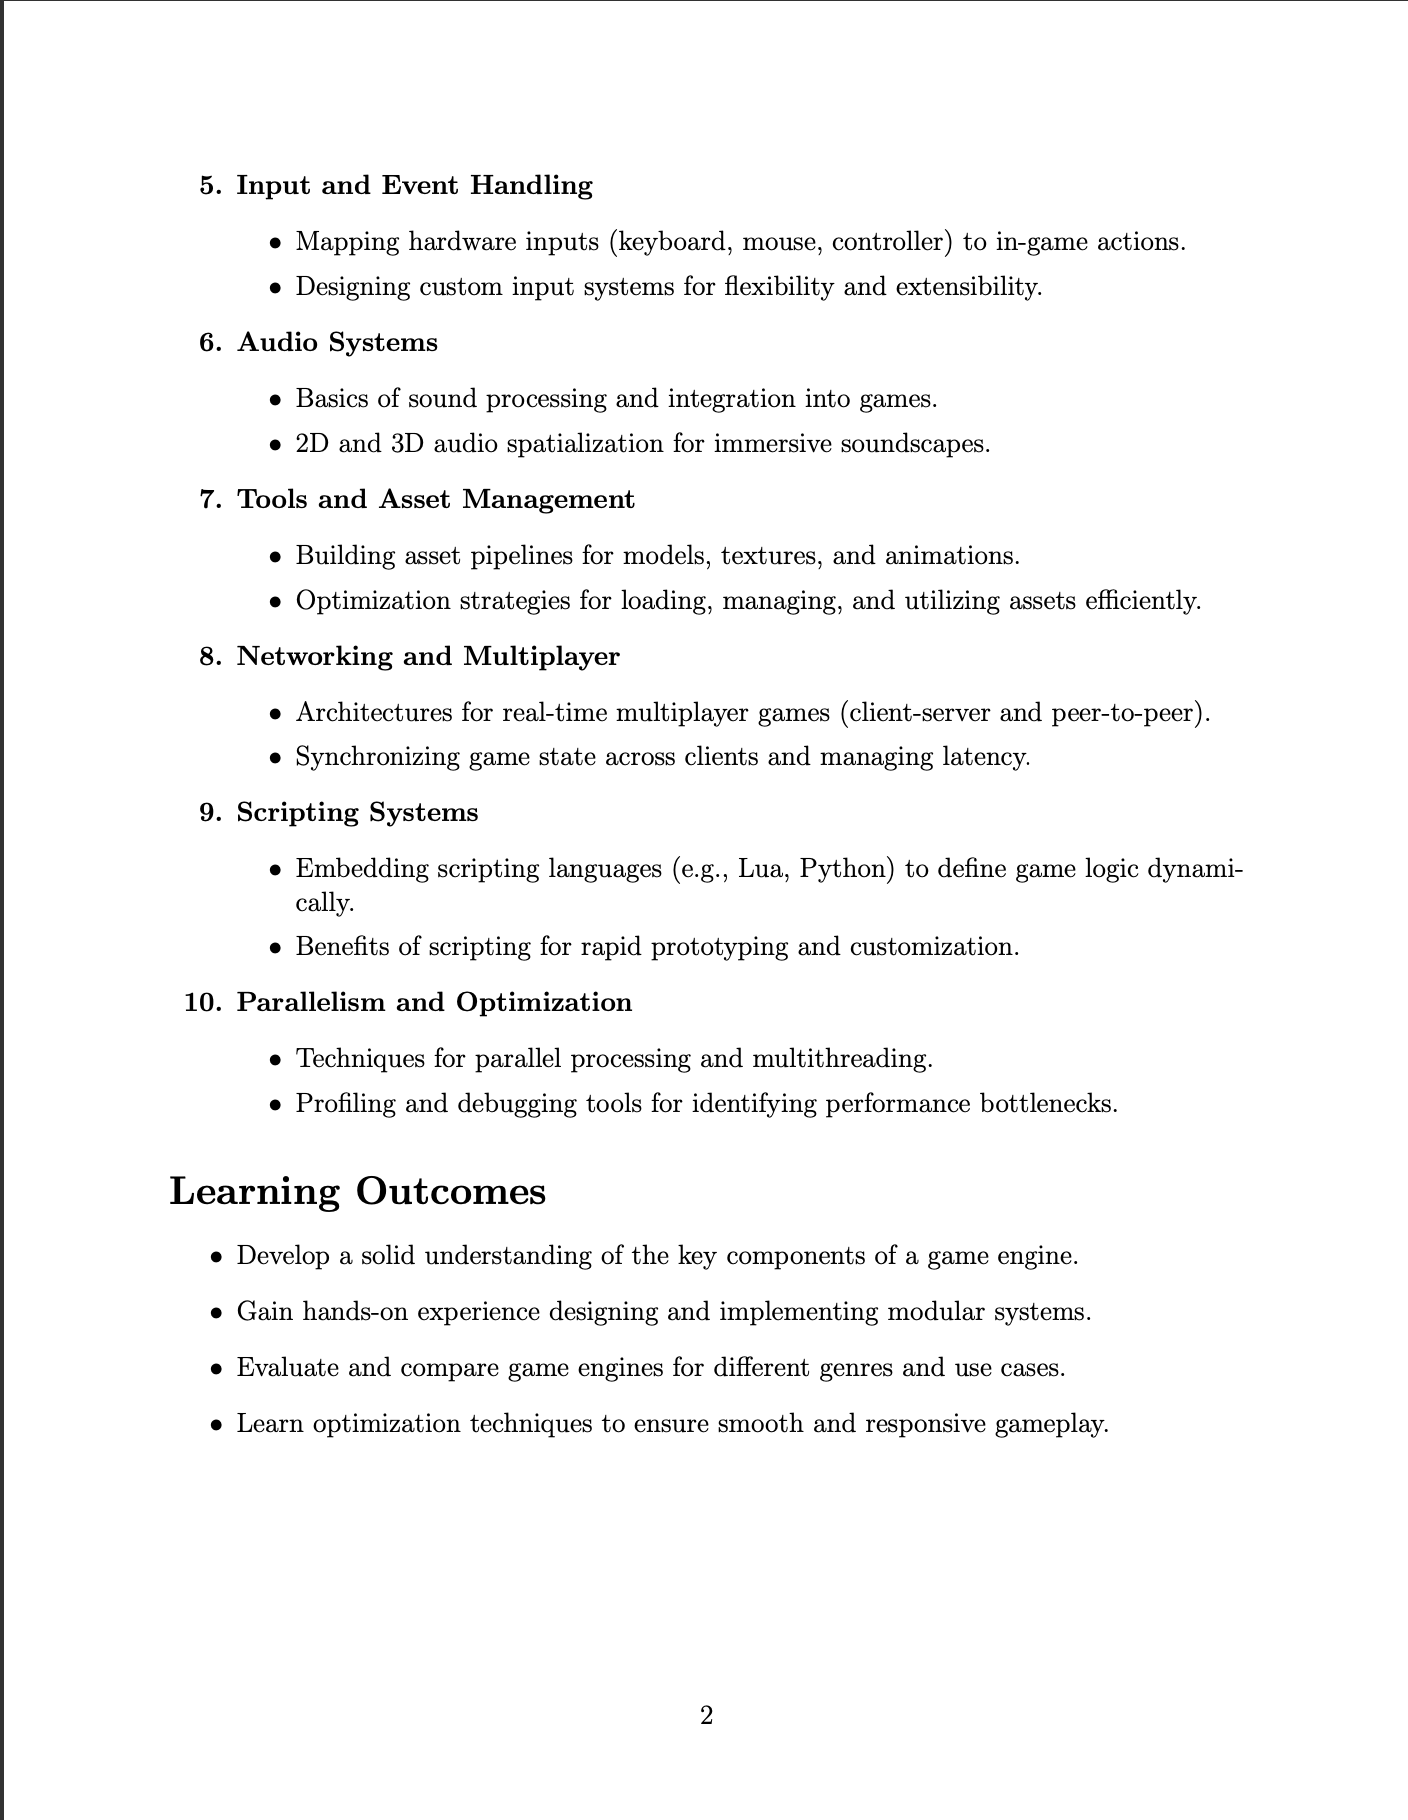 5. Input and Event Handling
• Mapping hardware inputs (keyboard, mouse, controller) to in-game actions.
• Designing custom input systems for flexibility and extensibility.
6. Audio Systems
• Basics of sound processing and integration into games.
• 2D and 3D audio spatialization for immersive soundscapes.
7. Tools and Asset Management
• Building asset pipelines for models, textures, and animations.
• Optimization strategies for loading, managing, and utilizing assets efficiently.
8. Networking and Multiplayer
• Architectures for real-time multiplayer games (client-server and peer-to-peer).
• Synchronizing game state across clients and managing latency.
9. Scripting Systems
• Embedding scripting languages (e.g., Lua, Python) to define game logic dynami-
cally.
• Benefits of scripting for rapid prototyping and customization.
10. Parallelism and Optimization
• Techniques for parallel processing and multithreading.
• Profiling and debugging tools for identifying performance bottlenecks.
Learning Outcomes
• Develop a solid understanding of the key components of a game engine.
• Gain hands-on experience designing and implementing modular systems.
• Evaluate and compare game engines for different genres and use cases.
• Learn optimization techniques to ensure smooth and responsive gameplay.
2